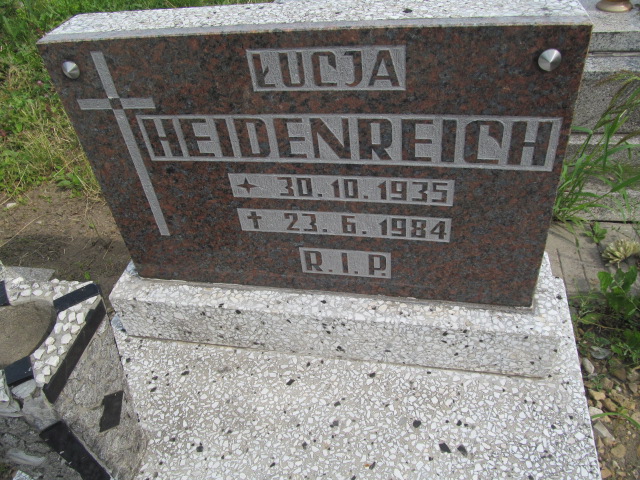 ŁUCJA
HEIDENREICH
✦ 30.10.1935
✝ 23.6.1984
R.I.P.